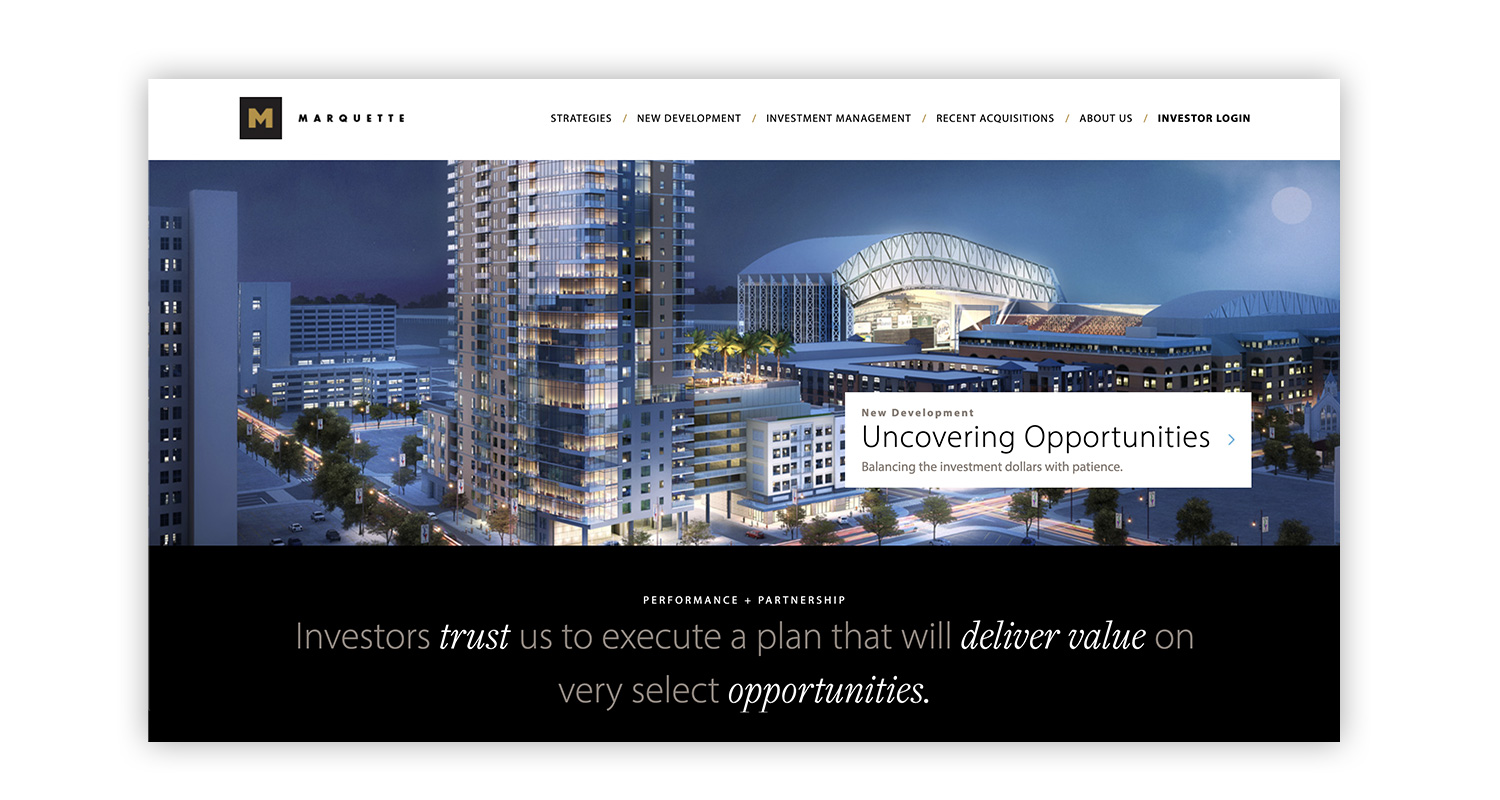 M MARQUETTE STRATEGIES / NEW DEVELOPMENT / INVESTMENT MANAGEMENT / RECENT ACQUISITIONS / ABOUT US / INVESTOR LOGIN
New Development
Uncovering Opportunities
Balancing the investment dollars with patience.
PERFORMANCE + PARTNERSHIP
Investors trust us to execute a plan that will deliver value on
very select opportunities.